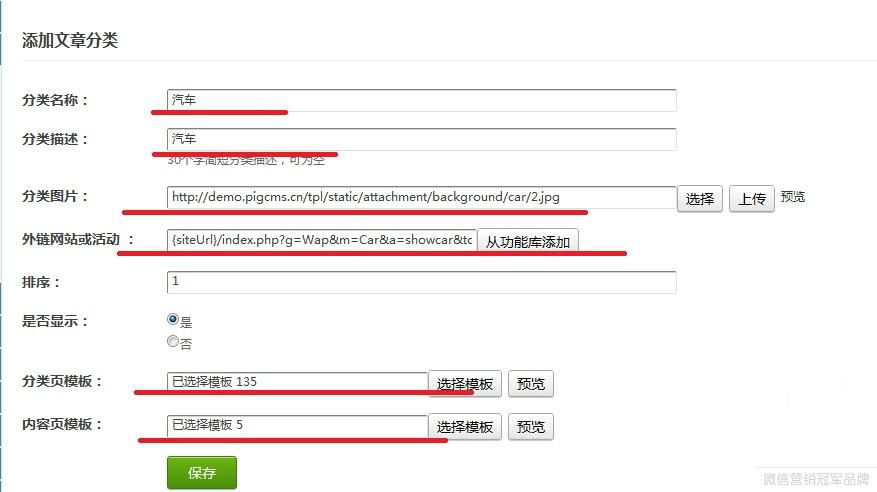 添加文章分类
分类名称： 汽车
分类描述： 汽车
30个字简短分类描述，可为空
分类图片： http://demo.pigcms.cn/tpl/static/attachment/background/car/2.jpg 选择 上传 预览
外链网站或活动 ： {siteUrl}/index.php?g=Wap&m=Car&a=showcar&tc 从功能库添加
排序： 1
是否显示： 是
否
分类页模板： 已选择模板 135 选择模板 预览
内容页模板： 已选择模板 5 选择模板 预览
保存
微信营销冠军品牌